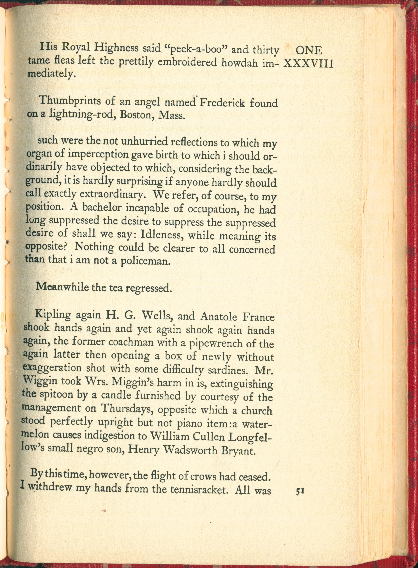 His Royal Highness said "peek-a-boo" and thirty ONE
tame fleas left the prettily embroidered howdah im- XXXVIII
mediately.
Thumbprints of an angel named Frederick found
on a lightning-rod, Boston, Mass.
such were the not unhurried reflections to which my
organ of imperception gave birth to which i should or-
dinarily have objected to which, considering the back-
ground, it is hardly surprising if anyone hardly should
call exactly extraordinary. We refer, of course, to my
position. A bachelor incapable of occupation, he had
long suppressed the desire to suppress the suppressed
desire of shall we say: Idleness, while meaning its
opposite? Nothing could be clearer to all concerned
than that i am not a policeman.
Meanwhile the tea regressed.
Kipling again H. G. Wells, and Anatole France
shook hands again and yet again shook again hands
again, the former coachman with a pipewrench of the
again latter then opening a box of newly without
exaggeration shot with some difficulty sardines. Mr.
Wiggin took Wrs. Miggin's harm in is, extinguishing
the spitoon by a candle furnished by courtesy of the
management on Thursdays, opposite which a church
stood perfectly upright but not piano item:a water-
melon causes indigestion to William Cullen Longfel-
low's small negro son, Henry Wadsworth Bryant.
By this time, however, the flight of crows had ceased.
I withdrew my hands from the tennisracket. All was 51